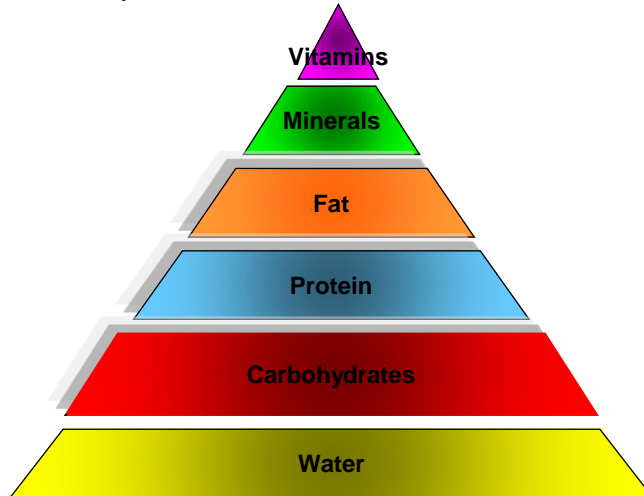 Vitamins
Minerals
Fat
Protein
Carbohydrates
Water